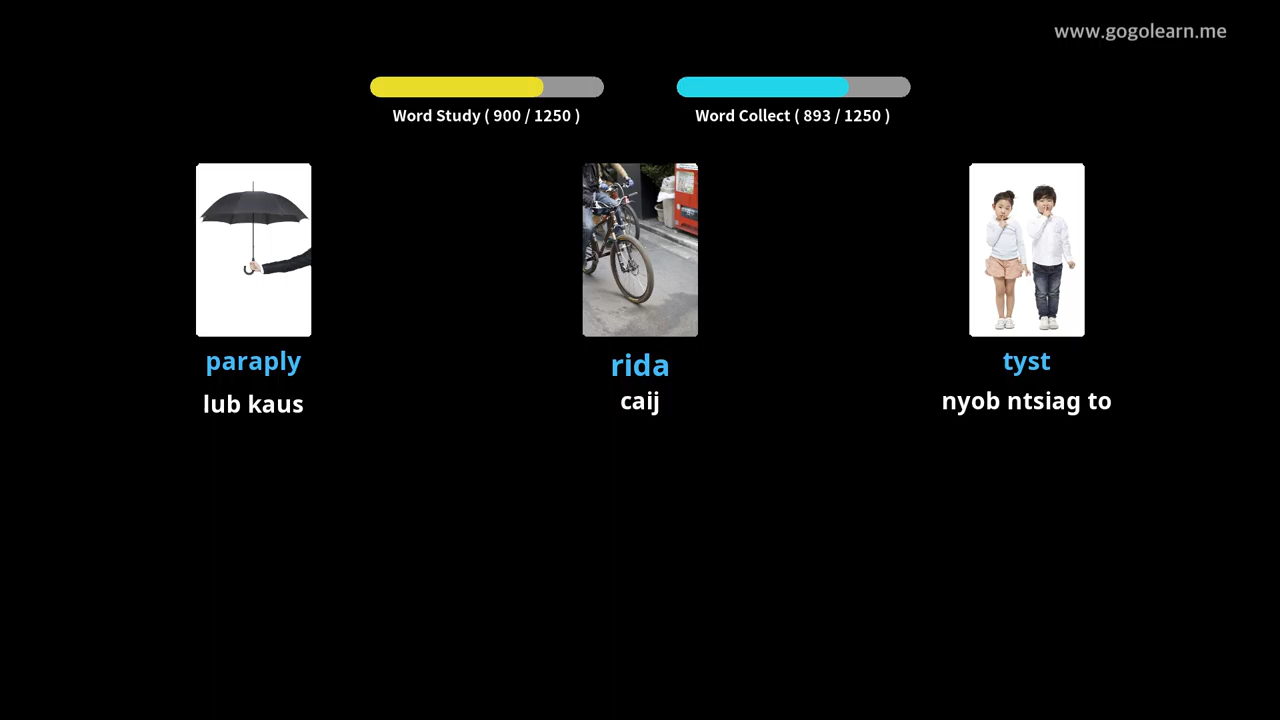 www.gogolearn.me
Word Study ( 900 / 1250 )
Word Collect ( 893 / 1250 )
paraply
rida
tyst
lub kaus
caij
nyob ntsiag to